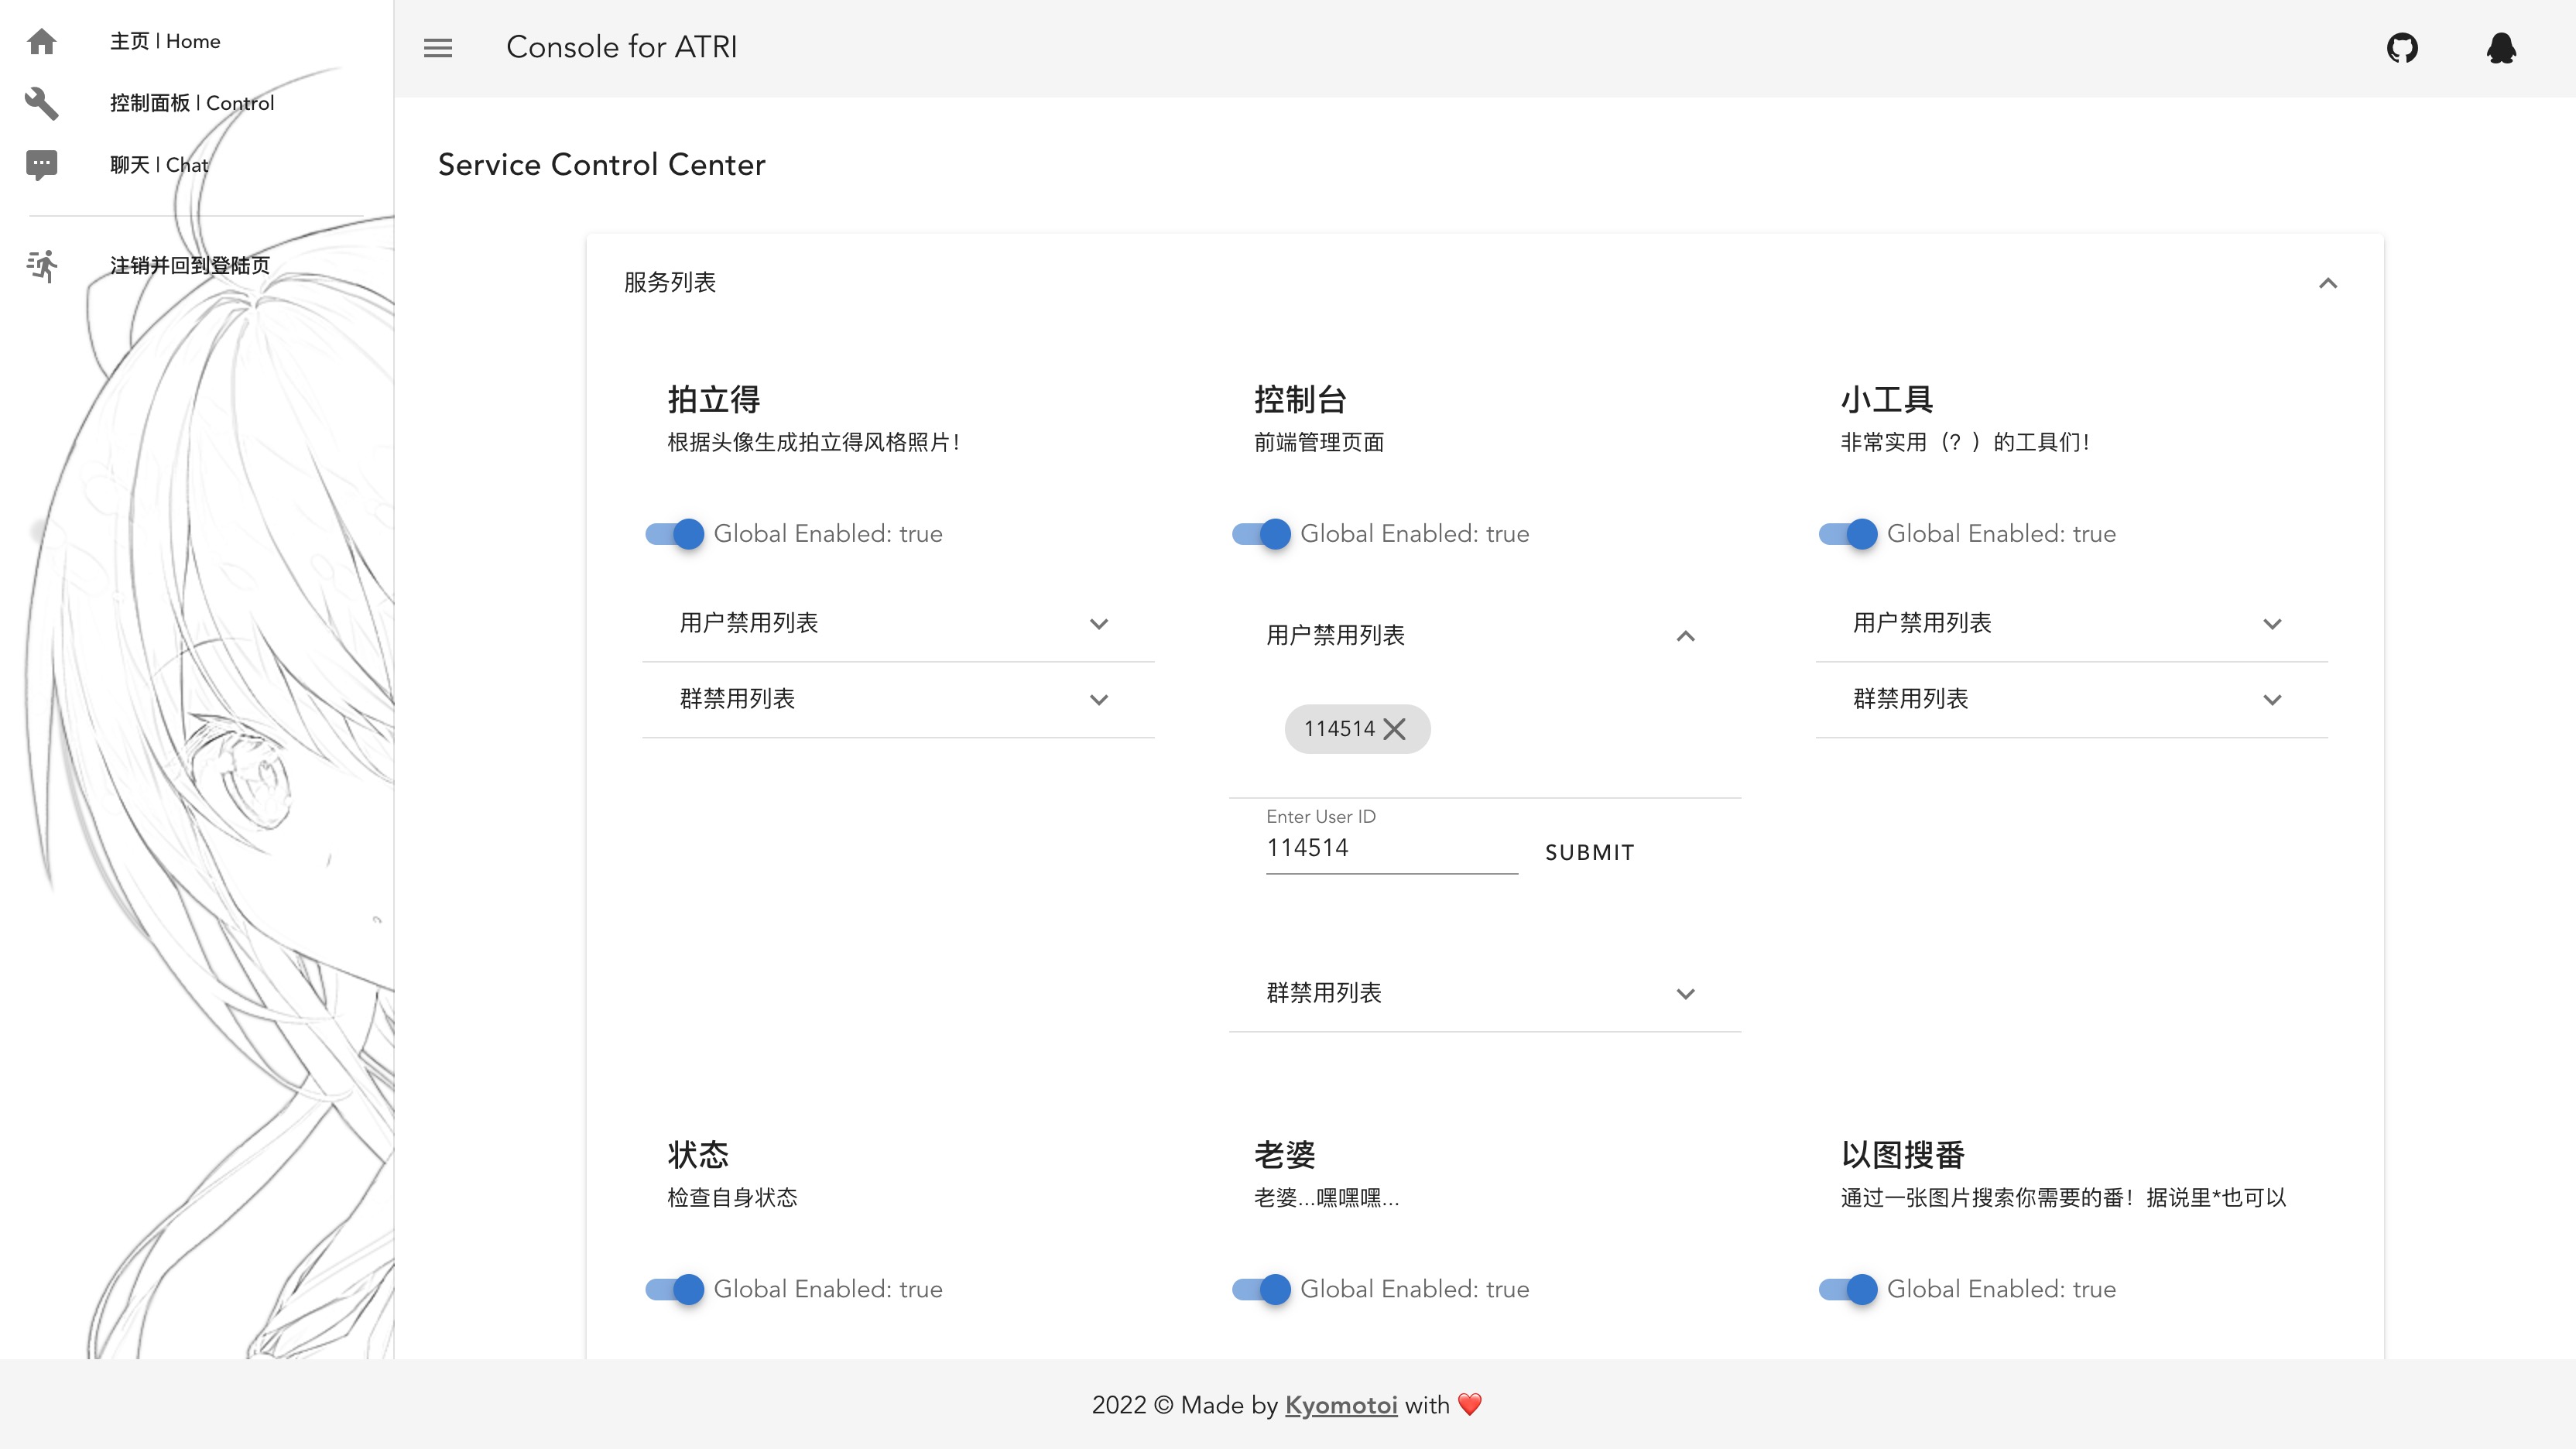 主页 | Home
控制面板 | Control
聊天 | Chat
注销并回到登陆页
Console for ATRI
Service Control Center
服务列表
拍立得
根据头像生成拍立得风格照片！
Global Enabled: true
用户禁用列表
群禁用列表
控制台
前端管理页面
Global Enabled: true
用户禁用列表
114514
Enter User ID
114514
SUBMIT
群禁用列表
小工具
非常实用（？）的工具们！
Global Enabled: true
用户禁用列表
群禁用列表
状态
检查自身状态
Global Enabled: true
老婆
老婆...嘿嘿嘿...
Global Enabled: true
以图搜番
通过一张图片搜索你需要的番！据说里*也可以
Global Enabled: true
2022 © Made by Kyomotoi with ❤️